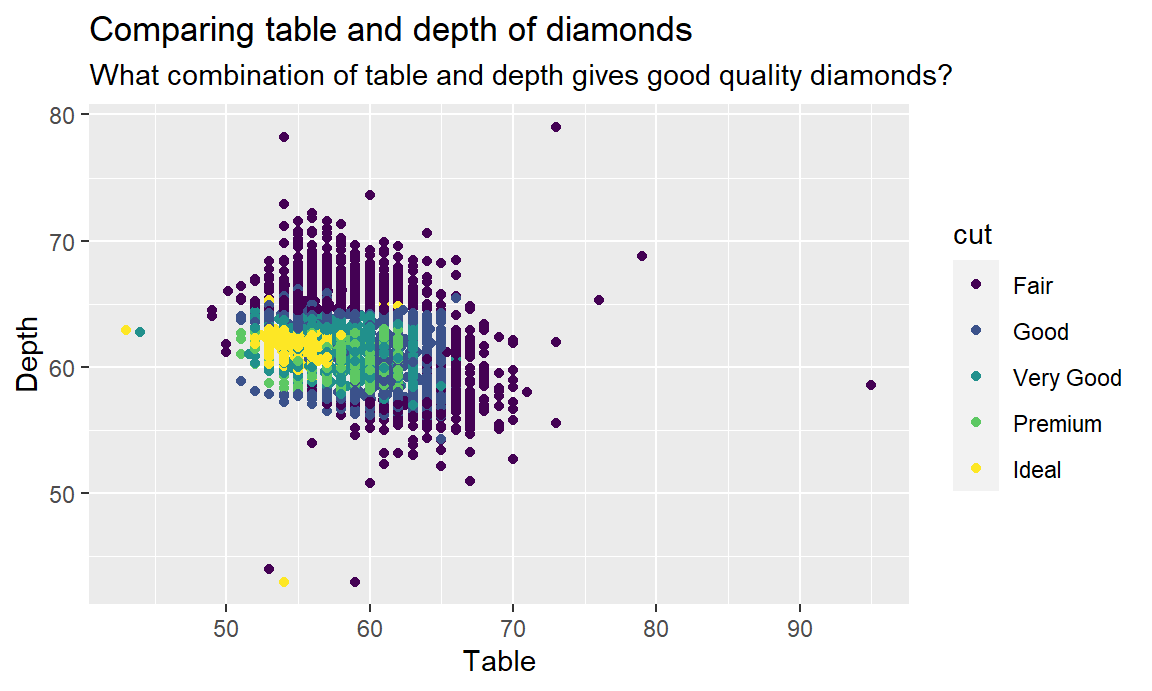 Comparing table and depth of diamonds
What combination of table and depth gives good quality diamonds?
80
70
60
50
Depth
50 60 70 80 90
Table
cut
Fair
Good
Very Good
Premium
Ideal